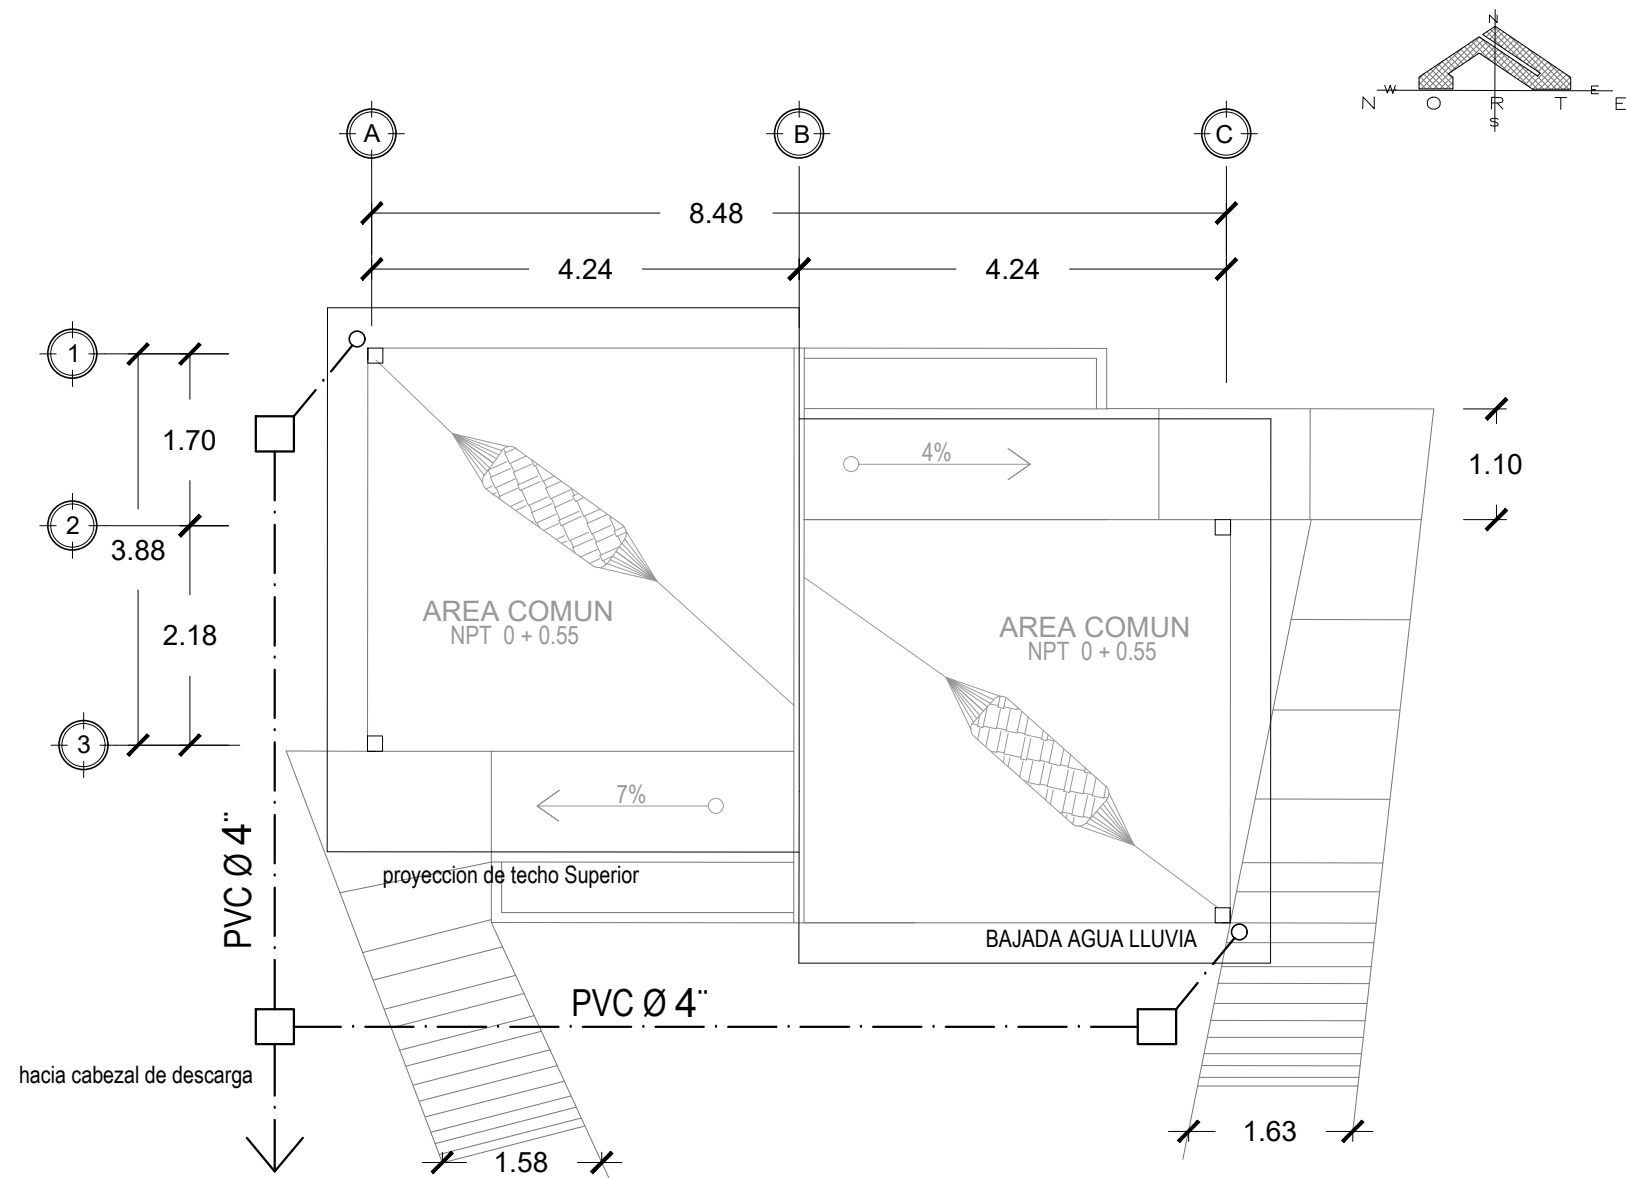 N
W E
N O R T E
S
A B C
8.48
4.24 4.24
1
1.70
4%
1.10
2
3.88
AREA COMUN
NPT 0 + 0.55
AREA COMUN
NPT 0 + 0.55
2.18
3
7%
PVC Ø 4¨
proyeccion de techo Superior
BAJADA AGUA LLUVIA
PVC Ø 4¨
hacia cabezal de descarga
1.63
1.58